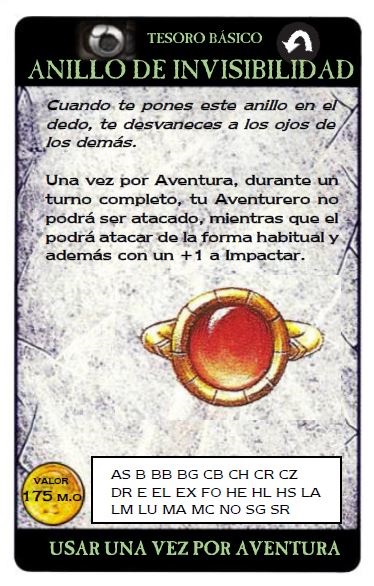 TESORO BÁSICO
ANILLO DE INVISIBILIDAD
Cuando te pones este anillo en el
dedo, te desvaneces a los ojos de
los demás.
Una vez por Aventura, durante un
turno completo, tu Aventurero no
podrá ser atacado, mientras que el
podrá atacar de la forma habitual y
además con un +1 a Impactar.
VALOR
175 M.O
AS B BB BG CB CH CR CZ
DR E EL EX FO HE HL HS LA
LM LU MA MC NO SG SR
USAR UNA VEZ POR AVENTURA